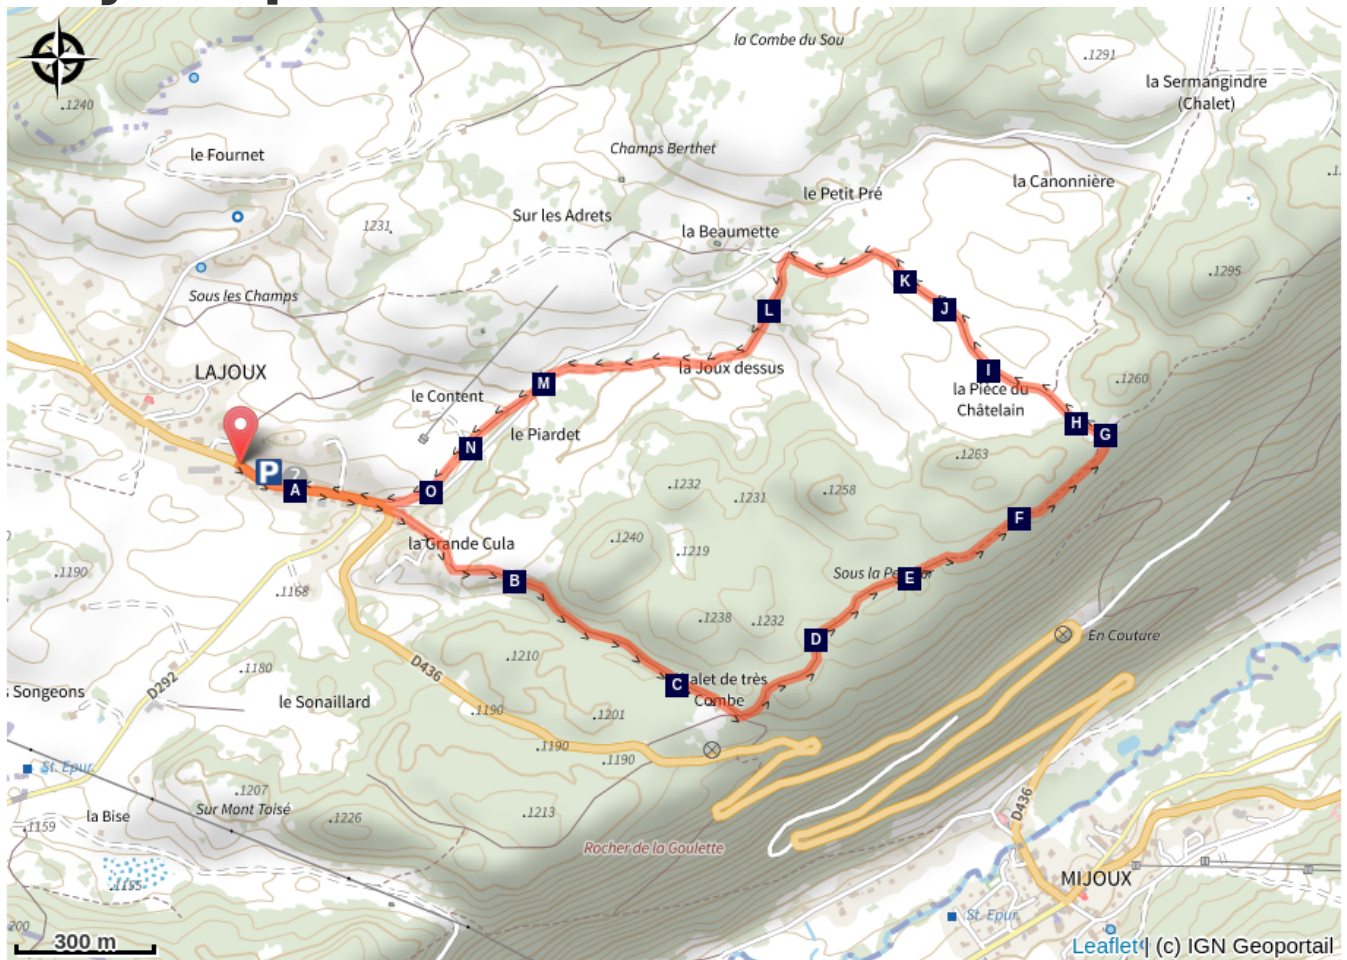 la Combe du Sou
.1291
la Sermangindre
(Chalet)
.1240
le Fournet
Champs Berthet
la Canonnière
le Petit Pré
Sur les Adrets
1231
la Beaumette
.1295
Sous les Champs
K
J
L
LAJOUX
la Joux dessus
I
M
.1260
le Content
la Pièce du
Châtelain
H
G
le Piardet
N
.1263
P
?
A
O
.1232
.1231
.1258
F
.1240
la Grande Cula
.1219
.1190
B
Sous la Pe
E
.1168
.1238
.1232
D
En Couture
.1210
.1180
D436
C
alet de très
Combe
D292
s Songeons
le Sonaillard
.1190
.1201
.1190
.1190
St. Epur.
.1207
Sur Mont Toisé
la Bise
.1226
.1213
D436
.1159
Rocher de la Goulette
MIJOUX
.1155
St. Epur.
200
300 m
Leaflet | (c) IGN Geoportail